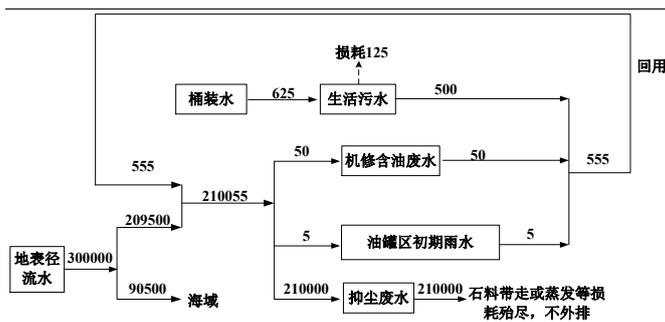 损耗125
回用
桶装水
625
生活污水
500
50
机修含油废水
50
555
555
210055
209500
地表径
流水
300000
5
油罐区初期雨水
5
90500
海域
210000
抑尘废水
210000
石料带走或蒸发等损
耗殆尽，不外排